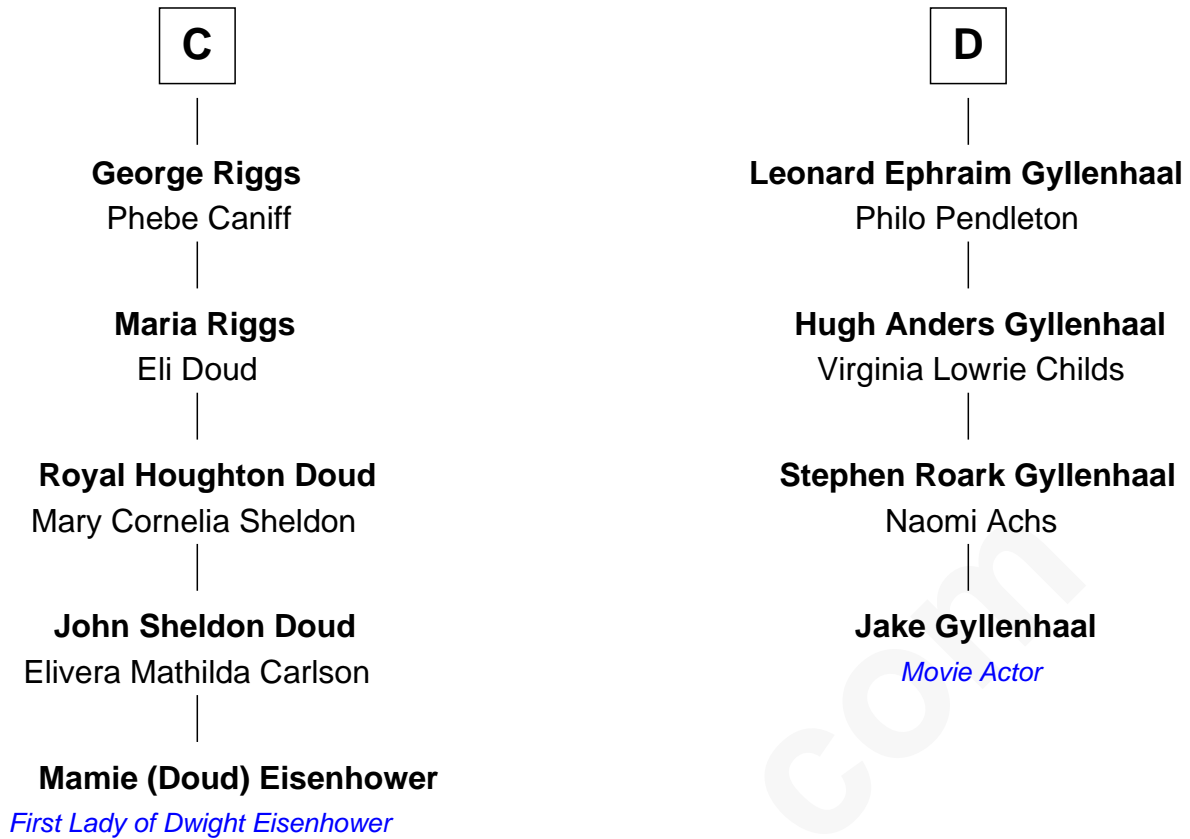 C
George Riggs
Phebe Caniff
Maria Riggs
Eli Doud
Royal Houghton Doud
Mary Cornelia Sheldon
John Sheldon Doud
Elivera Mathilda Carlson
Mamie (Doud) Eisenhower
First Lady of Dwight Eisenhower
D
Leonard Ephraim Gyllenhaal
Philo Pendleton
Hugh Anders Gyllenhaal
Virginia Lowrie Childs
Stephen Roark Gyllenhaal
Naomi Achs
Jake Gyllenhaal
Movie Actor
com